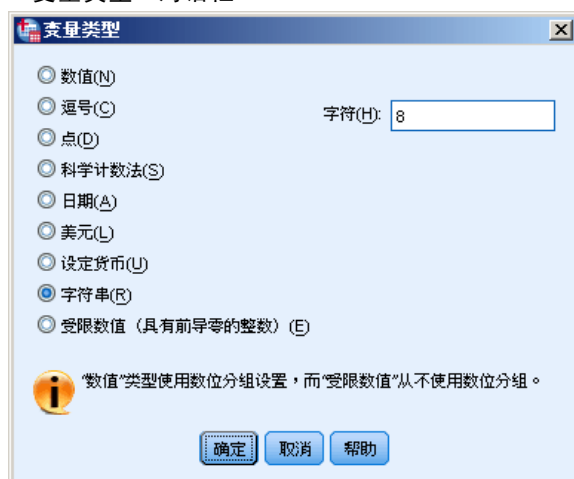 变量类型
数值(N)
逗号(C)
字符(H): 8
点(D)
科学计数法(S)
日期(A)
美元(L)
设定货币(U)
字符串(R)
受限数值（具有前导零的整数）(E)
“数值”类型使用数位分组设置，而“受限数值”从不使用数位分组。
确定 取消 帮助